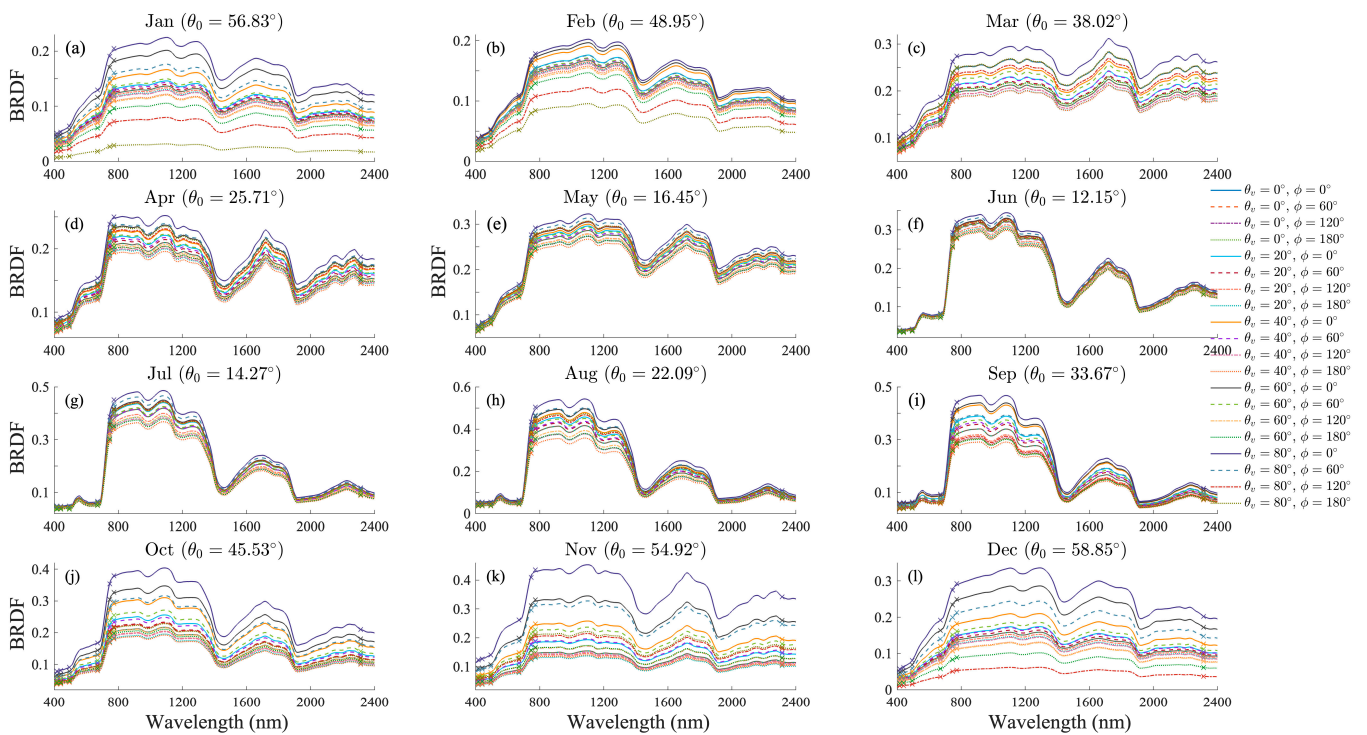 Jan (θ₀ = 56.83°)
Feb (θ₀ = 48.95°)
Mar (θ₀ = 38.02°)
(a)
(b)
(c)
BRDF
0.2
0.1
0
0.2
0.1
0
0.3
0.2
0.1
400 800 1200 1600 2000 2400
400 800 1200 1600 2000 2400
400 800 1200 1600 2000 2400
Apr (θ₀ = 25.71°)
May (θ₀ = 16.45°)
Jun (θ₀ = 12.15°)
(d)
(e)
(f)
BRDF
BRDF
0.2
0.1
0.3
0.2
0.1
0.3
0.2
0.1
400 800 1200 1600 2000 2400
400 800 1200 1600 2000 2400
400 800 1200 1600 2000 2400
Jul (θ₀ = 14.27°)
Aug (θ₀ = 22.09°)
Sep (θ₀ = 33.67°)
(g)
(h)
(i)
BRDF
0.5
0.3
0.1
0.6
0.4
0.2
0
0.5
0.3
0.1
400 800 1200 1600 2000 2400
400 800 1200 1600 2000 2400
400 800 1200 1600 2000 2400
Oct (θ₀ = 45.53°)
Nov (θ₀ = 54.92°)
Dec (θ₀ = 58.85°)
(j)
(k)
(l)
BRDF
0.4
0.3
0.2
0.1
0.4
0.3
0.2
0.1
0.3
0.2
0.1
0
400 800 1200 1600 2000 2400
400 800 1200 1600 2000 2400
400 800 1200 1600 2000 2400
Wavelength (nm)
Wavelength (nm)
Wavelength (nm)
θᵥ = 0°, ϕ = 0°
θᵥ = 0°, ϕ = 60°
θᵥ = 0°, ϕ = 120°
θᵥ = 0°, ϕ = 180°
θᵥ = 20°, ϕ = 0°
θᵥ = 20°, ϕ = 60°
θᵥ = 20°, ϕ = 120°
θᵥ = 20°, ϕ = 180°
θᵥ = 40°, ϕ = 0°
θᵥ = 40°, ϕ = 60°
θᵥ = 40°, ϕ = 120°
θᵥ = 40°, ϕ = 180°
θᵥ = 60°, ϕ = 0°
θᵥ = 60°, ϕ = 60°
θᵥ = 60°, ϕ = 120°
θᵥ = 60°, ϕ = 180°
θᵥ = 80°, ϕ = 0°
θᵥ = 80°, ϕ = 60°
θᵥ = 80°, ϕ = 120°
θᵥ = 80°, ϕ = 180°